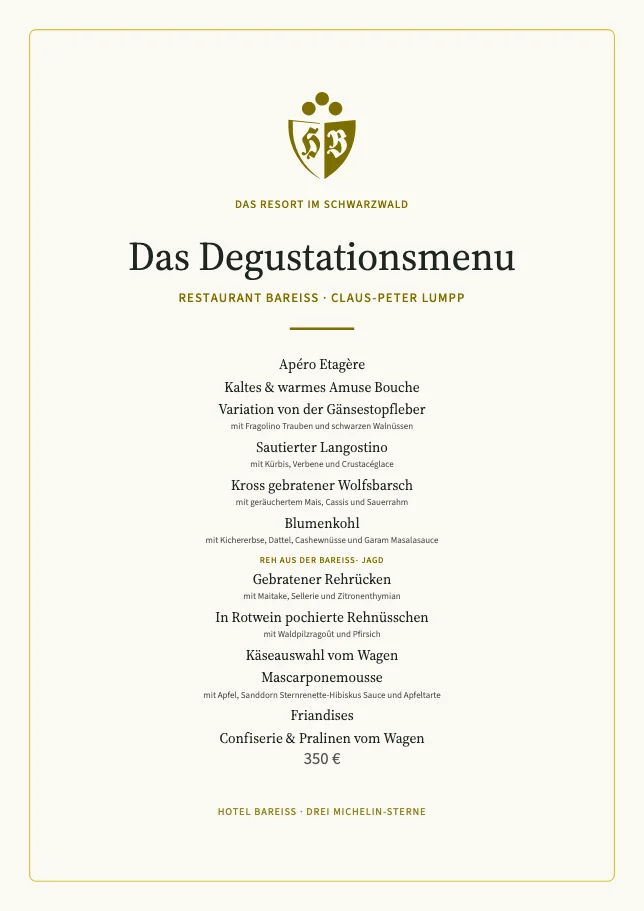 HB
DAS RESORT IM SCHWARZWALD
Das Degustationsmenu
RESTAURANT BAREISS · CLAUS-PETER LUMPP
Apéro Etagère
Kaltes & warmes Amuse Bouche
Variation von der Gänsestopfleber
mit Fragolino Trauben und schwarzen Walnüssen
Sautierter Langostino
mit Kürbis, Verbene und Crustacéglace
Kross gebratener Wolfsbarsch
mit geräuchertem Mais, Cassis und Sauerrahm
Blumenkohl
mit Kichererbse, Dattel, Cashewnüsse und Garam Masalasauce
REH AUS DER BAREISS- JAGD
Gebratener Rehrücken
mit Maitake, Sellerie und Zitronenthymian
In Rotwein pochierte Rehnüsschen
mit Waldpilzragoût und Pfirsich
Käseauswahl vom Wagen
Mascarponemousse
mit Apfel, Sanddorn Sternrenette-Hibiskus Sauce und Apfeltarte
Friandises
Confiserie & Pralinen vom Wagen
350 €
HOTEL BAREISS · DREI MICHELIN-STERNE